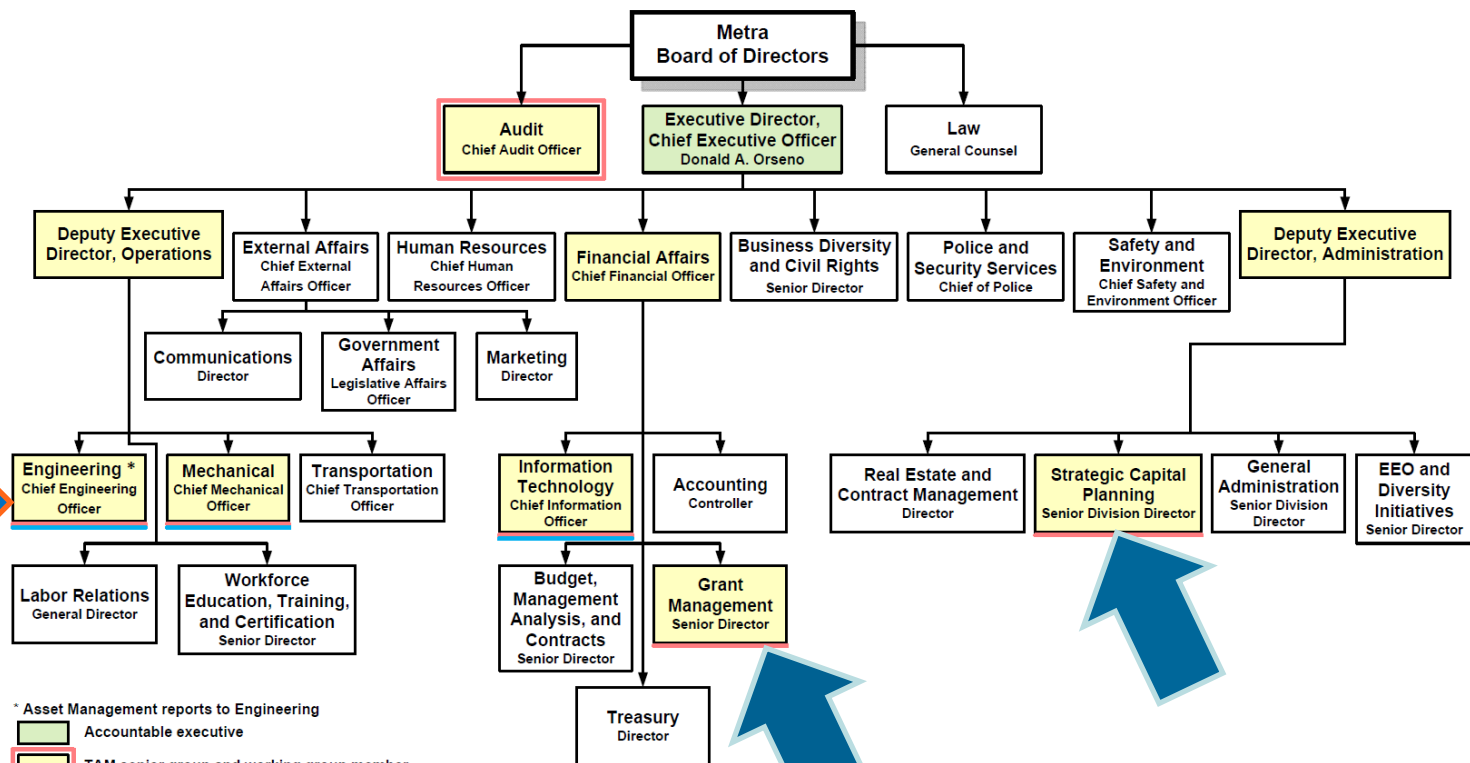 Metra
Board of Directors
Audit
Chief Audit Officer
Executive Director,
Chief Executive Officer
Donald A. Orseno
Law
General Counsel
Deputy Executive
Director, Operations
External Affairs
Chief External
Affairs Officer
Human Resources
Chief Human
Resources Officer
Financial Affairs
Chief Financial Officer
Business Diversity
and Civil Rights
Senior Director
Police and
Security Services
Chief of Police
Safety and
Environment
Chief Safety and
Environment Officer
Deputy Executive
Director, Administration
Communications
Director
Government
Affairs
Legislative Affairs
Officer
Marketing
Director
Engineering *
Chief Engineering
Officer
Mechanical
Chief Mechanical
Officer
Transportation
Chief Transportation
Officer
Information
Technology
Chief Information
Officer
Accounting
Controller
Real Estate and
Contract Management
Director
Strategic Capital
Planning
Senior Division Director
General
Administration
Senior Division
Director
EEO and
Diversity
Initiatives
Senior Director
Labor Relations
General Director
Workforce
Education, Training,
and Certification
Senior Director
Budget,
Management
Analysis, and
Contracts
Senior Director
Grant
Management
Senior Director
Treasury
Director
* Asset Management reports to Engineering
Accountable executive
TAM senior group and working group member